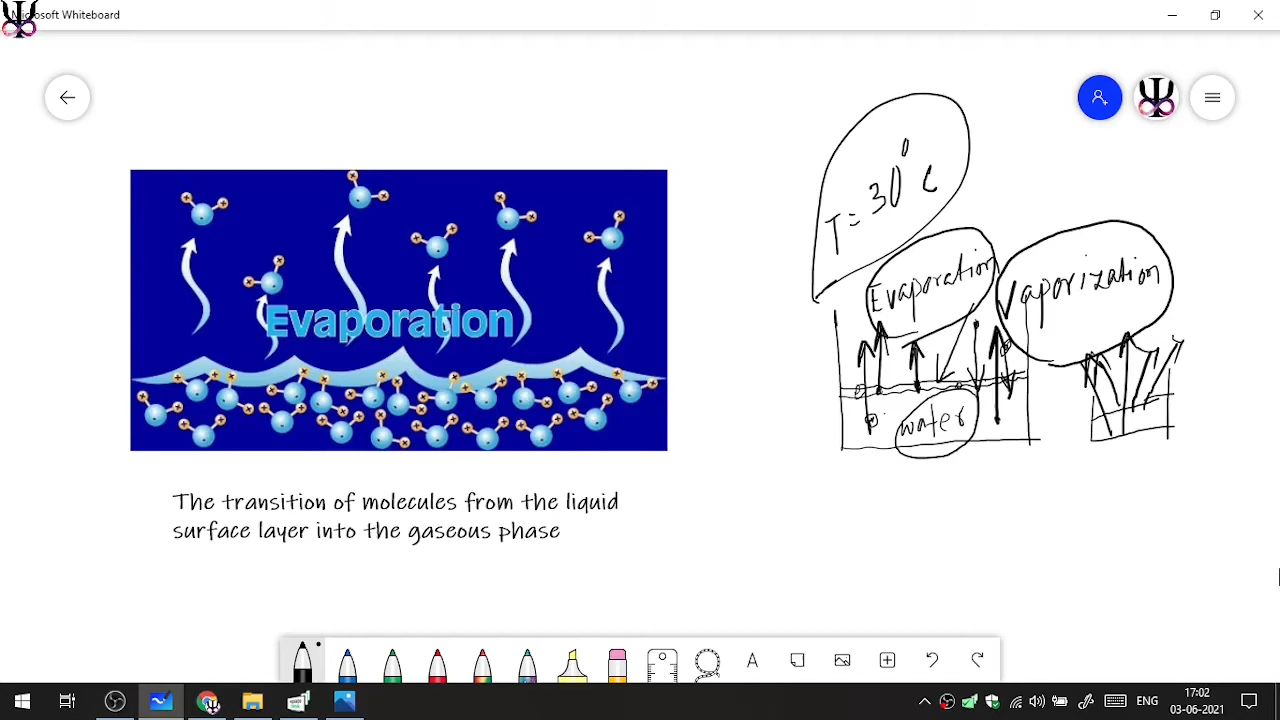 Microsoft Whiteboard
T = 30° C
Evaporation
Vaporization
Evaporation
water
The transition of molecules from the liquid
surface layer into the gaseous phase
A
ENG
17:02
03-06-2021